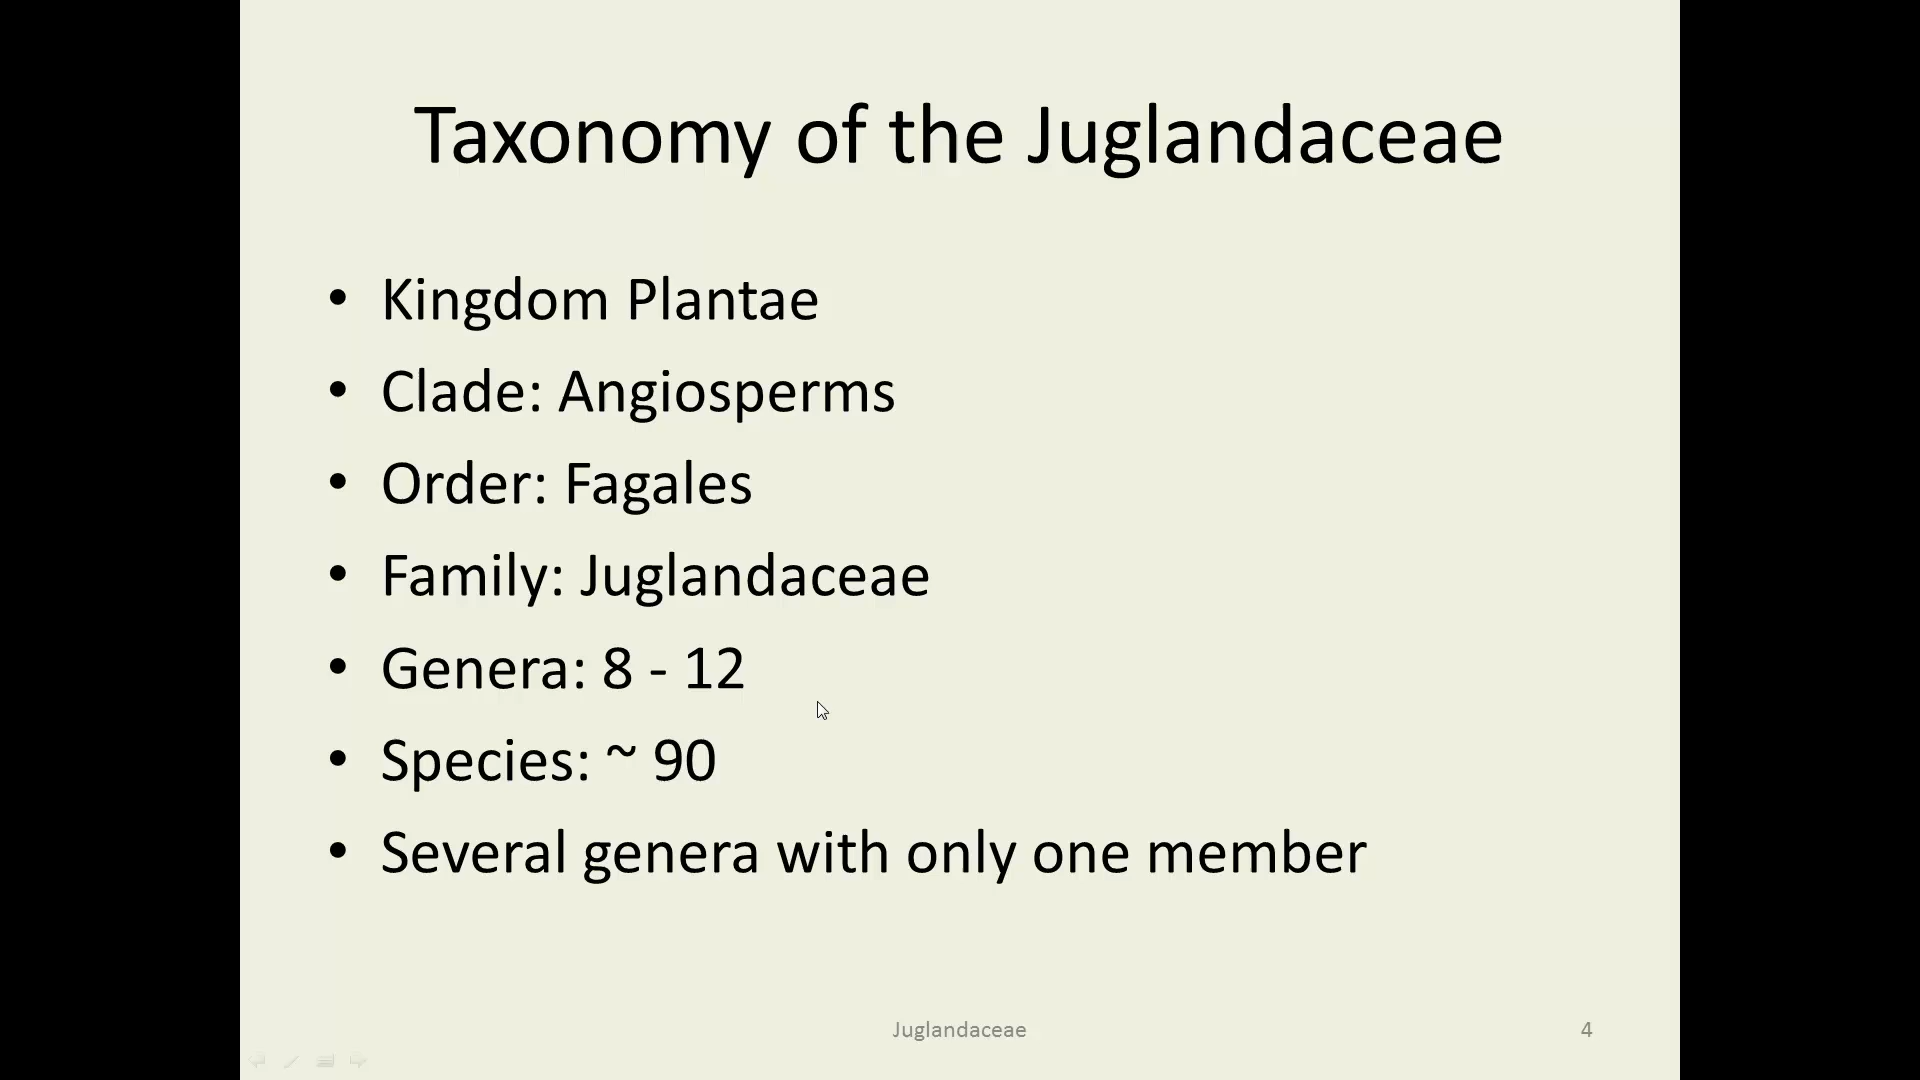 Taxonomy of the Juglandaceae
• Kingdom Plantae
• Clade: Angiosperms
• Order: Fagales
• Family: Juglandaceae
• Genera: 8 - 12
• Species: ~ 90
• Several genera with only one member
Juglandaceae
4